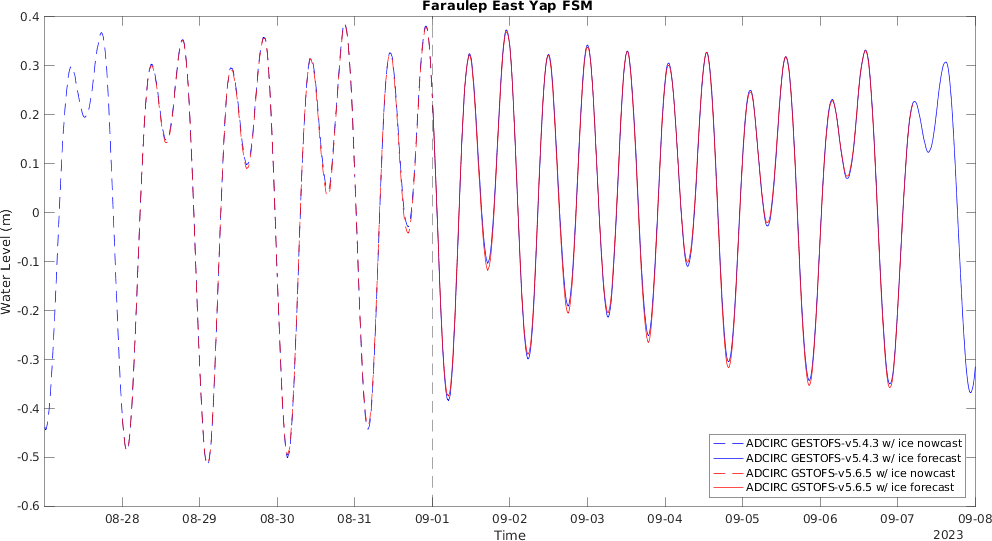 Faraulep East Yap FSM
Water Level (m)
0.4
0.3
0.2
0.1
0
-0.1
-0.2
-0.3
-0.4
-0.5
-0.6
ADCIRC GESTOFS-v5.4.3 w/ ice nowcast
ADCIRC GESTOFS-v5.4.3 w/ ice forecast
ADCIRC GSTOFS-v5.6.5 w/ ice nowcast
ADCIRC GSTOFS-v5.6.5 w/ ice forecast
08-28 08-29 08-30 08-31 09-01 09-02 09-03 09-04 09-05 09-06 09-07 09-08
Time
2023